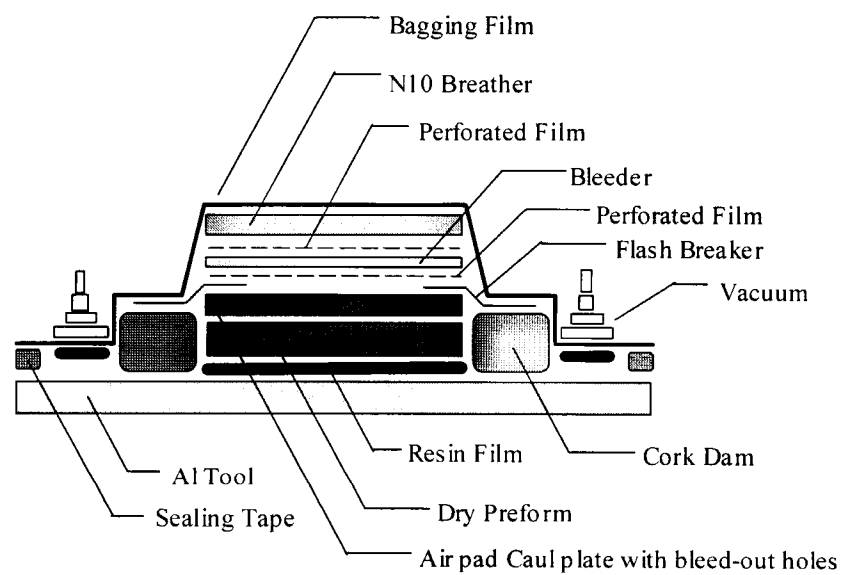 Bagging Film
N10 Breather
Perforated Film
Bleeder
Perforated Film
Flash Breaker
Vacuum
Resin Film
Cork Dam
Al Tool
Sealing Tape
Dry Preform
Air pad Caul plate with bleed-out holes